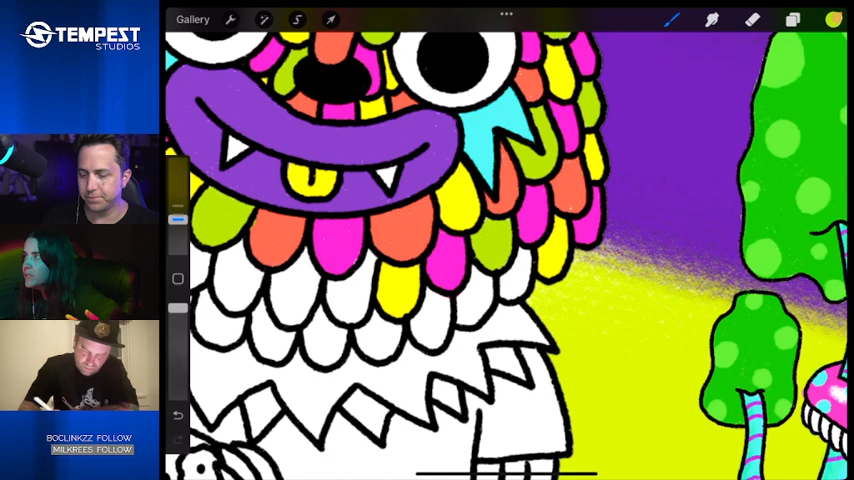 TEMPEST
STUDIOS
Gallery
BOCLINKZZ FOLLOW
MILKREES FOLLOW